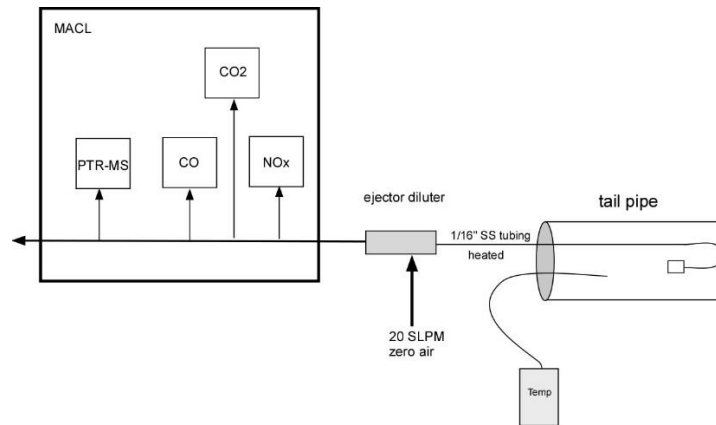 MACL
CO2
PTR-MS
CO
NOx
ejector diluter
1/16" SS tubing
heated
tail pipe
20 SLPM
zero air
Temp